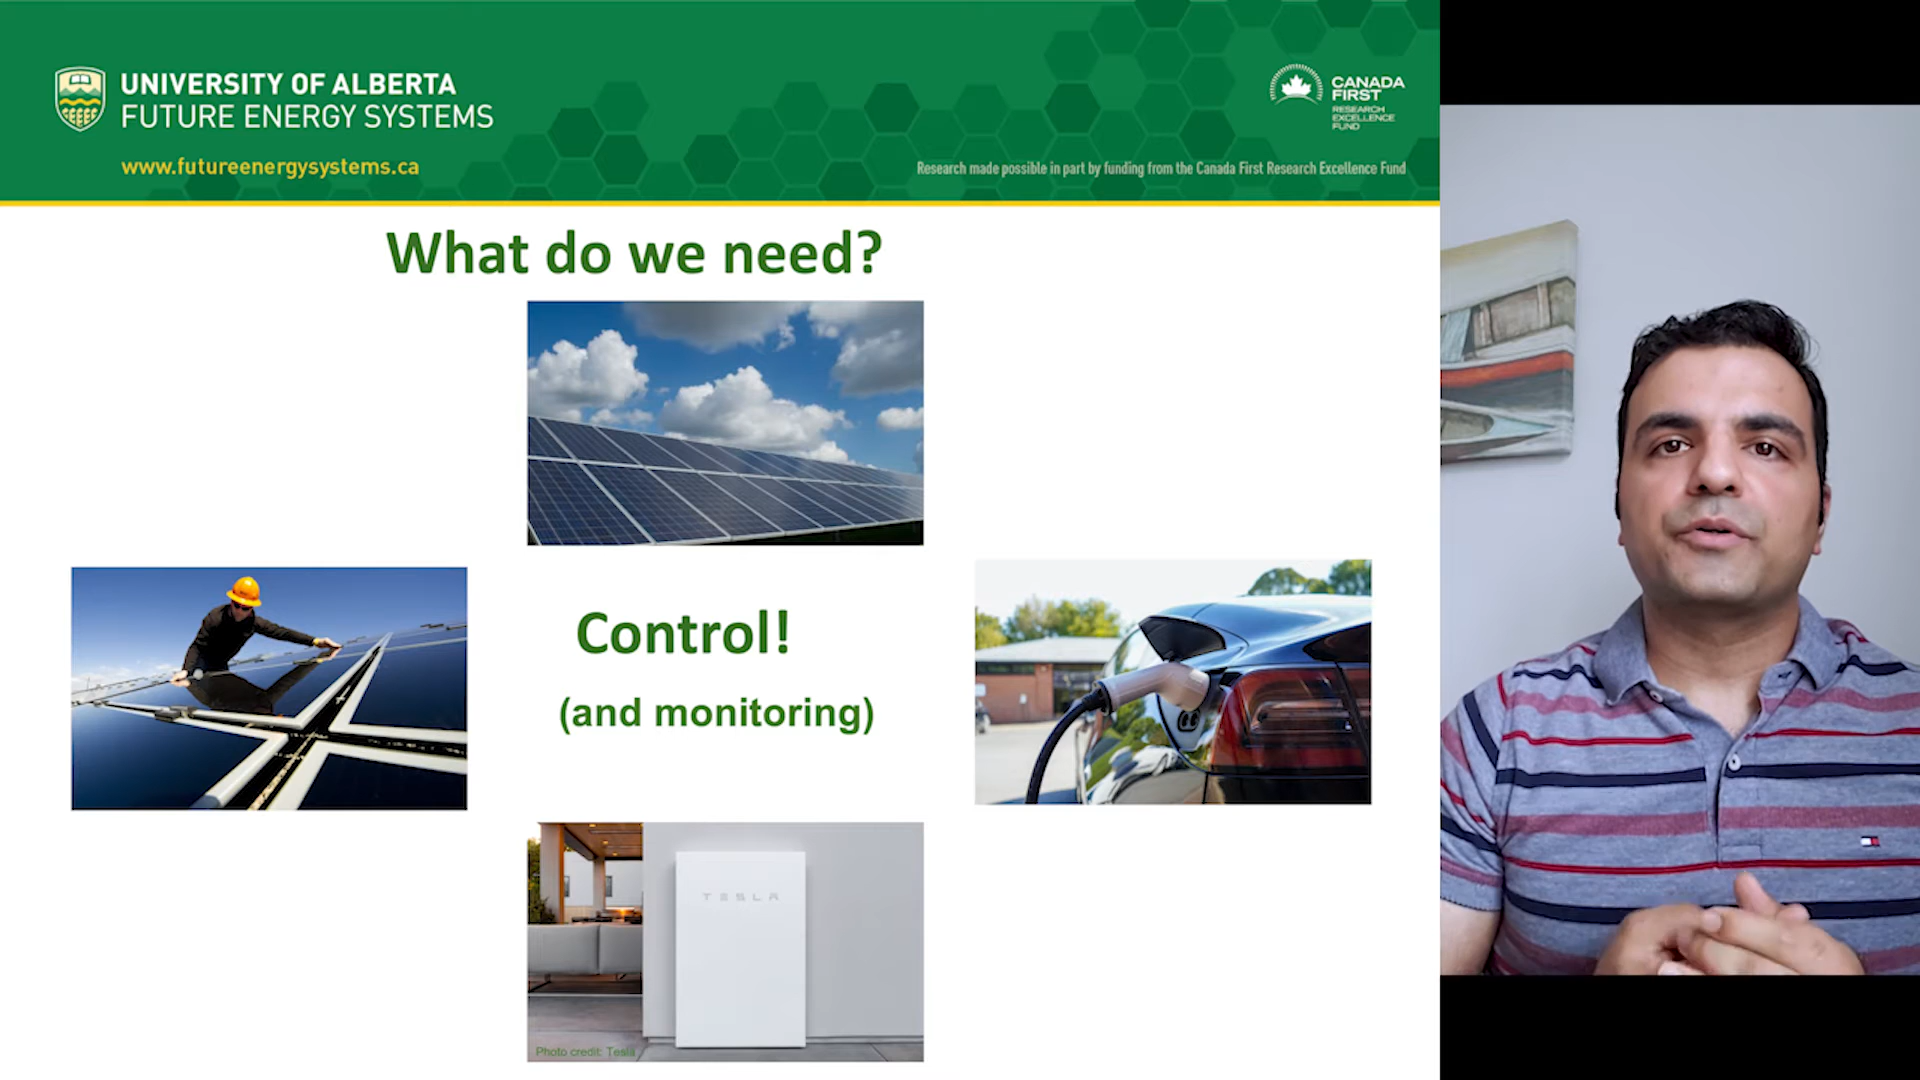 UNIVERSITY OF ALBERTA
FUTURE ENERGY SYSTEMS
www.futureenergysystems.ca
CANADA
FIRST
RESEARCH
EXCELLENCE
FUND
Research made possible in part by funding from the Canada First Research Excellence Fund
What do we need?
Control!
(and monitoring)
TESLA
Photo credit: Tesla